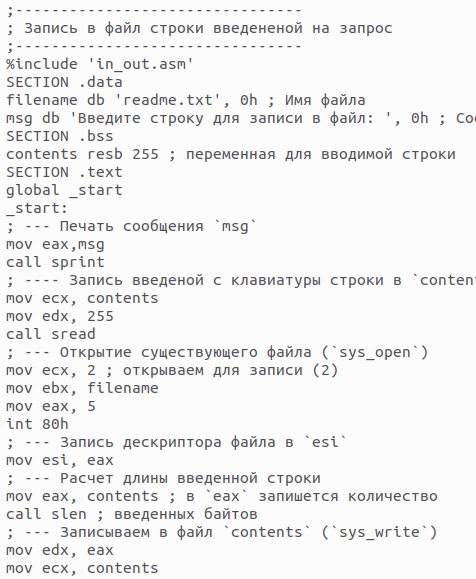 ;--------------------------------
; Запись в файл строки введененой на запрос
;--------------------------------
%include 'in_out.asm'
SECTION .data
filename db 'readme.txt', 0h ; Имя файла
msg db 'Введите строку для записи в файл: ', 0h ; Соо
SECTION .bss
contents resb 255 ; переменная для вводимой строки
SECTION .text
global _start
_start:
; --- Печать сообщения `msg`
mov eax,msg
call sprint
; ---- Запись введеной с клавиатуры строки в `conten
mov ecx, contents
mov edx, 255
call sread
; --- Открытие существующего файла (`sys_open`)
mov ecx, 2 ; открываем для записи (2)
mov ebx, filename
mov eax, 5
int 80h
; --- Запись дескриптора файла в `esi`
mov esi, eax
; --- Расчет длины введенной строки
mov eax, contents ; в `eax` запишется количество
call slen ; введенных байтов
; --- Записываем в файл `contents` (`sys_write`)
mov edx, eax
mov ecx, contents